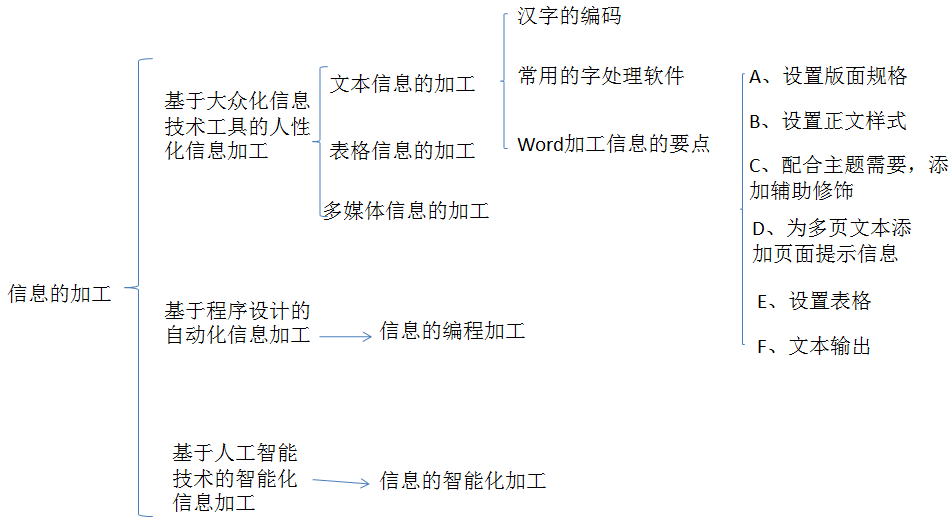 信息的加工
基于大众化信息
技术工具的人性
化信息加工
文本信息的加工
汉字的编码
常用的字处理软件
Word加工信息的要点
A、设置版面规格
B、设置正文样式
C、配合主题需要，添
加辅助修饰
D、为多页文本添
加页面提示信息
E、设置表格
F、文本输出
表格信息的加工
多媒体信息的加工
基于程序设计的
自动化信息加工
信息的编程加工
基于人工智能
技术的智能化
信息加工
信息的智能化加工